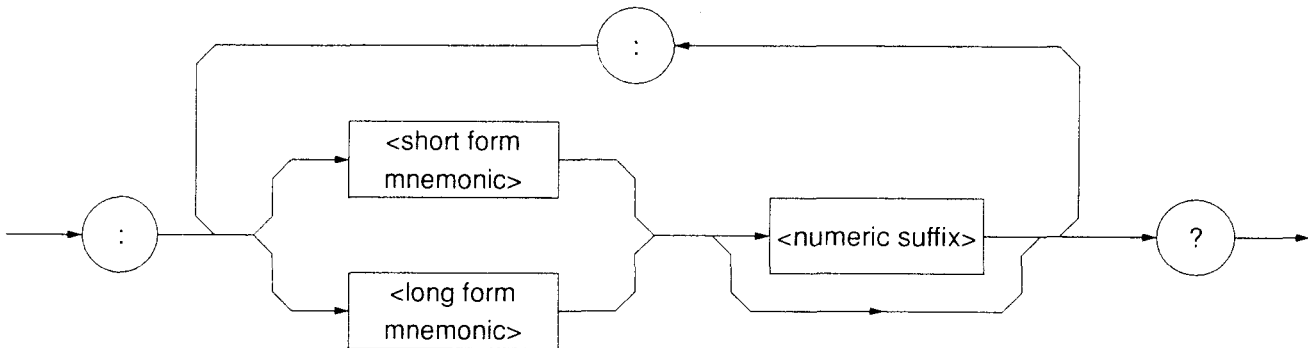 :
<short form
mnemonic>
:
<numeric suffix>
?
<long form
mnemonic>